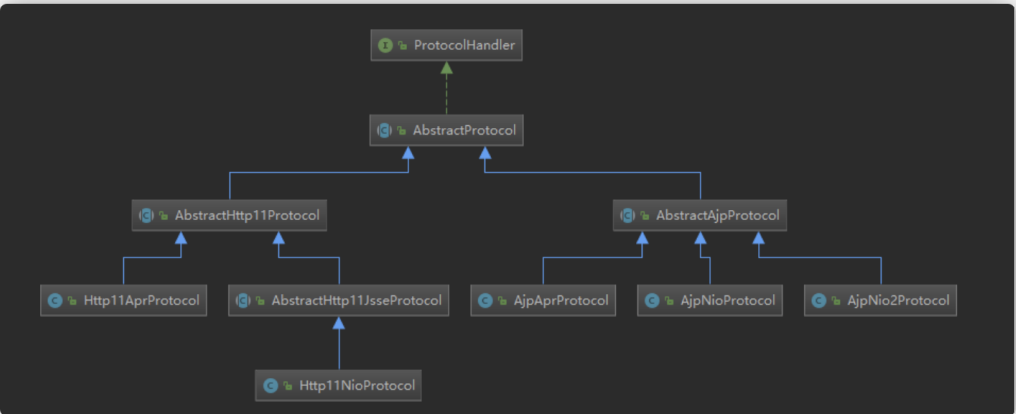 ProtocolHandler
AbstractProtocol
AbstractHttp11Protocol
AbstractAjpProtocol
Http11AprProtocol
AbstractHttp11JsseProtocol
AjpAprProtocol
AjpNioProtocol
AjpNio2Protocol
Http11NioProtocol